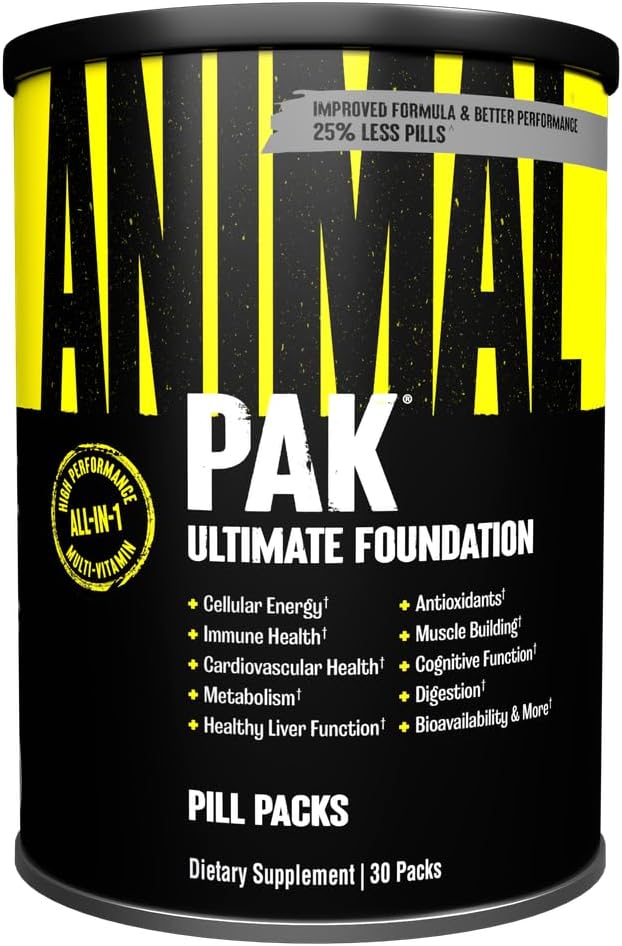 ANIMAL
IMPROVED FORMULA & BETTER PERFORMANCE
25% LESS PILLS^
PAK®
ULTIMATE FOUNDATION
HIGH PERFORMANCE
ALL-IN-1
MULTI-VITAMIN
+ Cellular Energy†
+ Immune Health†
+ Cardiovascular Health†
+ Metabolism†
+ Healthy Liver Function†
+ Antioxidants†
+ Muscle Building†
+ Cognitive Function†
+ Digestion†
+ Bioavailability & More†
PILL PACKS
Dietary Supplement | 30 Packs